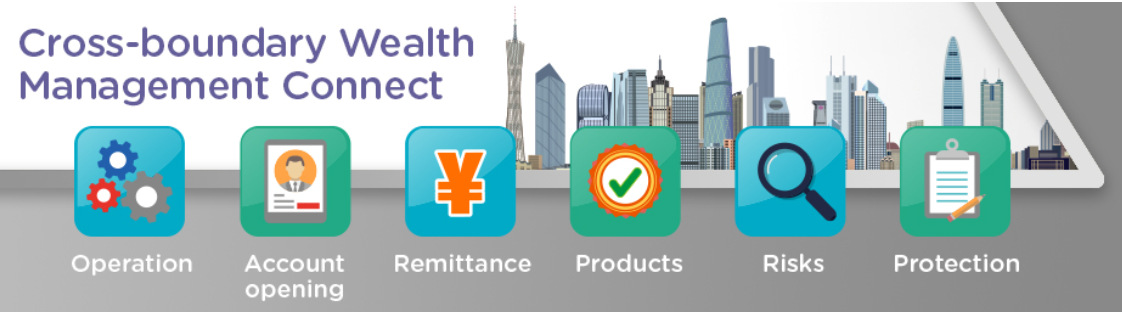 Cross-boundary Wealth
Management Connect
¥
Operation
Account
opening
Remittance
Products
Risks
Protection